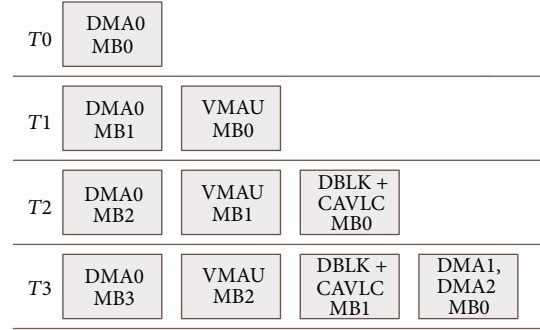 T0
DMA0
MB0
T1
DMA0
MB1
VMAU
MB0
T2
DMA0
MB2
VMAU
MB1
DBLK +
CAVLC
MB0
T3
DMA0
MB3
VMAU
MB2
DBLK +
CAVLC
MB1
DMA1,
DMA2
MB0